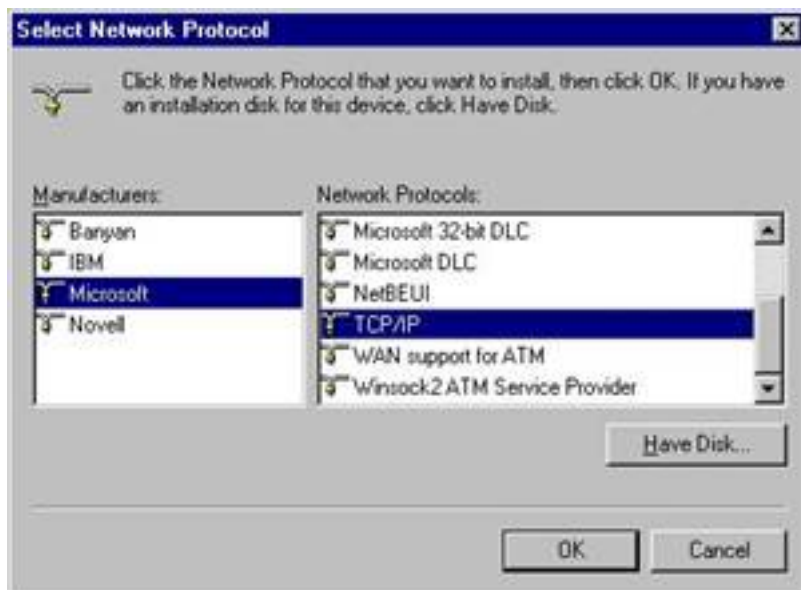 Select Network Protocol
Click the Network Protocol that you want to install, then click OK. If you have
an installation disk for this device, click Have Disk.
Manufacturers:
Banyan
IBM
Microsoft
Novell
Network Protocols:
Microsoft 32-bit DLC
Microsoft DLC
NetBEUI
TCP/IP
WAN support for ATM
Winsock2 ATM Service Provider
Have Disk...
OK
Cancel